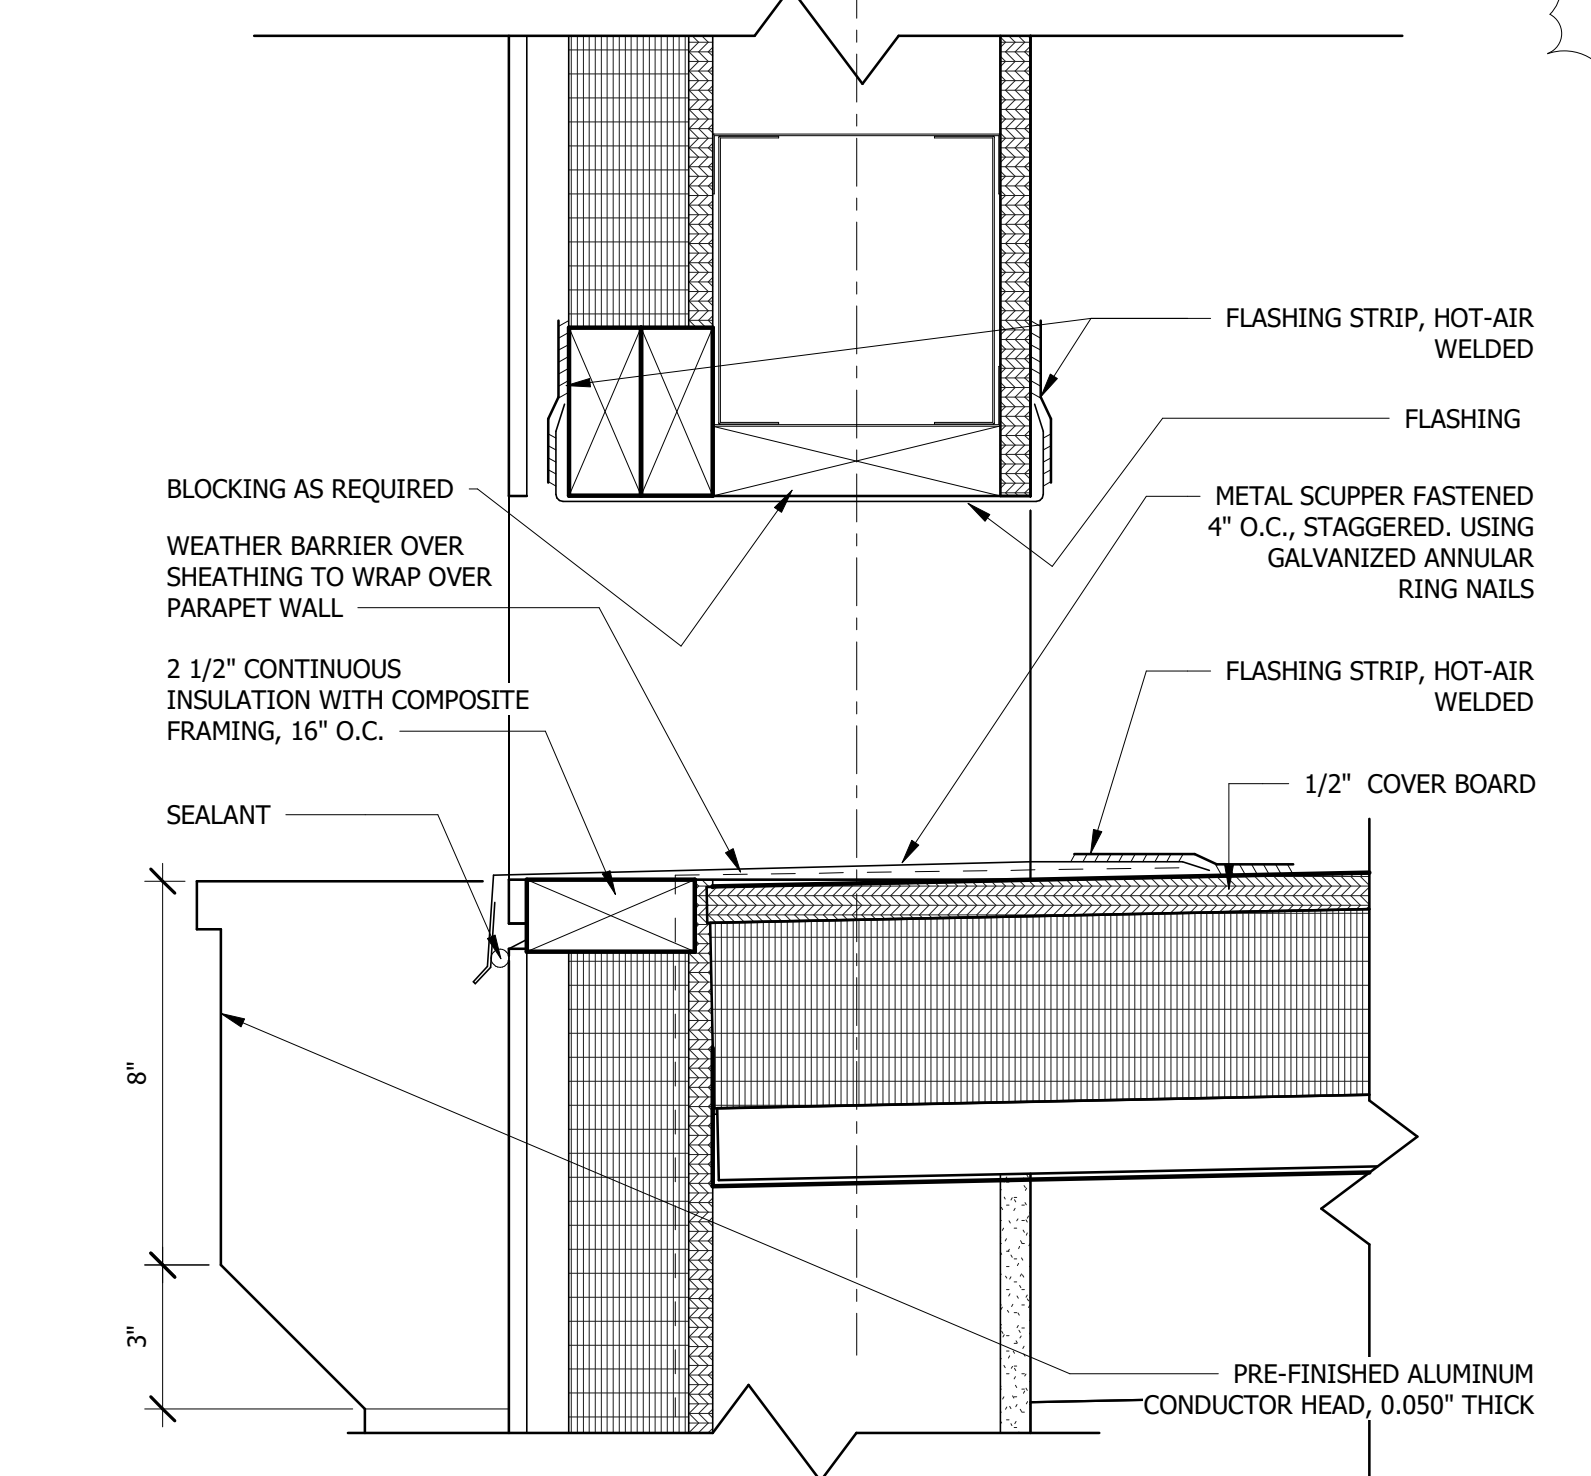 FLASHING STRIP, HOT-AIR
WELDED
FLASHING
BLOCKING AS REQUIRED
METAL SCUPPER FASTENED
4" O.C., STAGGERED. USING
GALVANIZED ANNULAR
RING NAILS
WEATHER BARRIER OVER
SHEATHING TO WRAP OVER
PARAPET WALL
2 1/2" CONTINUOUS
INSULATION WITH COMPOSITE
FRAMING, 16" O.C.
FLASHING STRIP, HOT-AIR
WELDED
1/2" COVER BOARD
SEALANT
8"
3"
PRE-FINISHED ALUMINUM
CONDUCTOR HEAD, 0.050" THICK